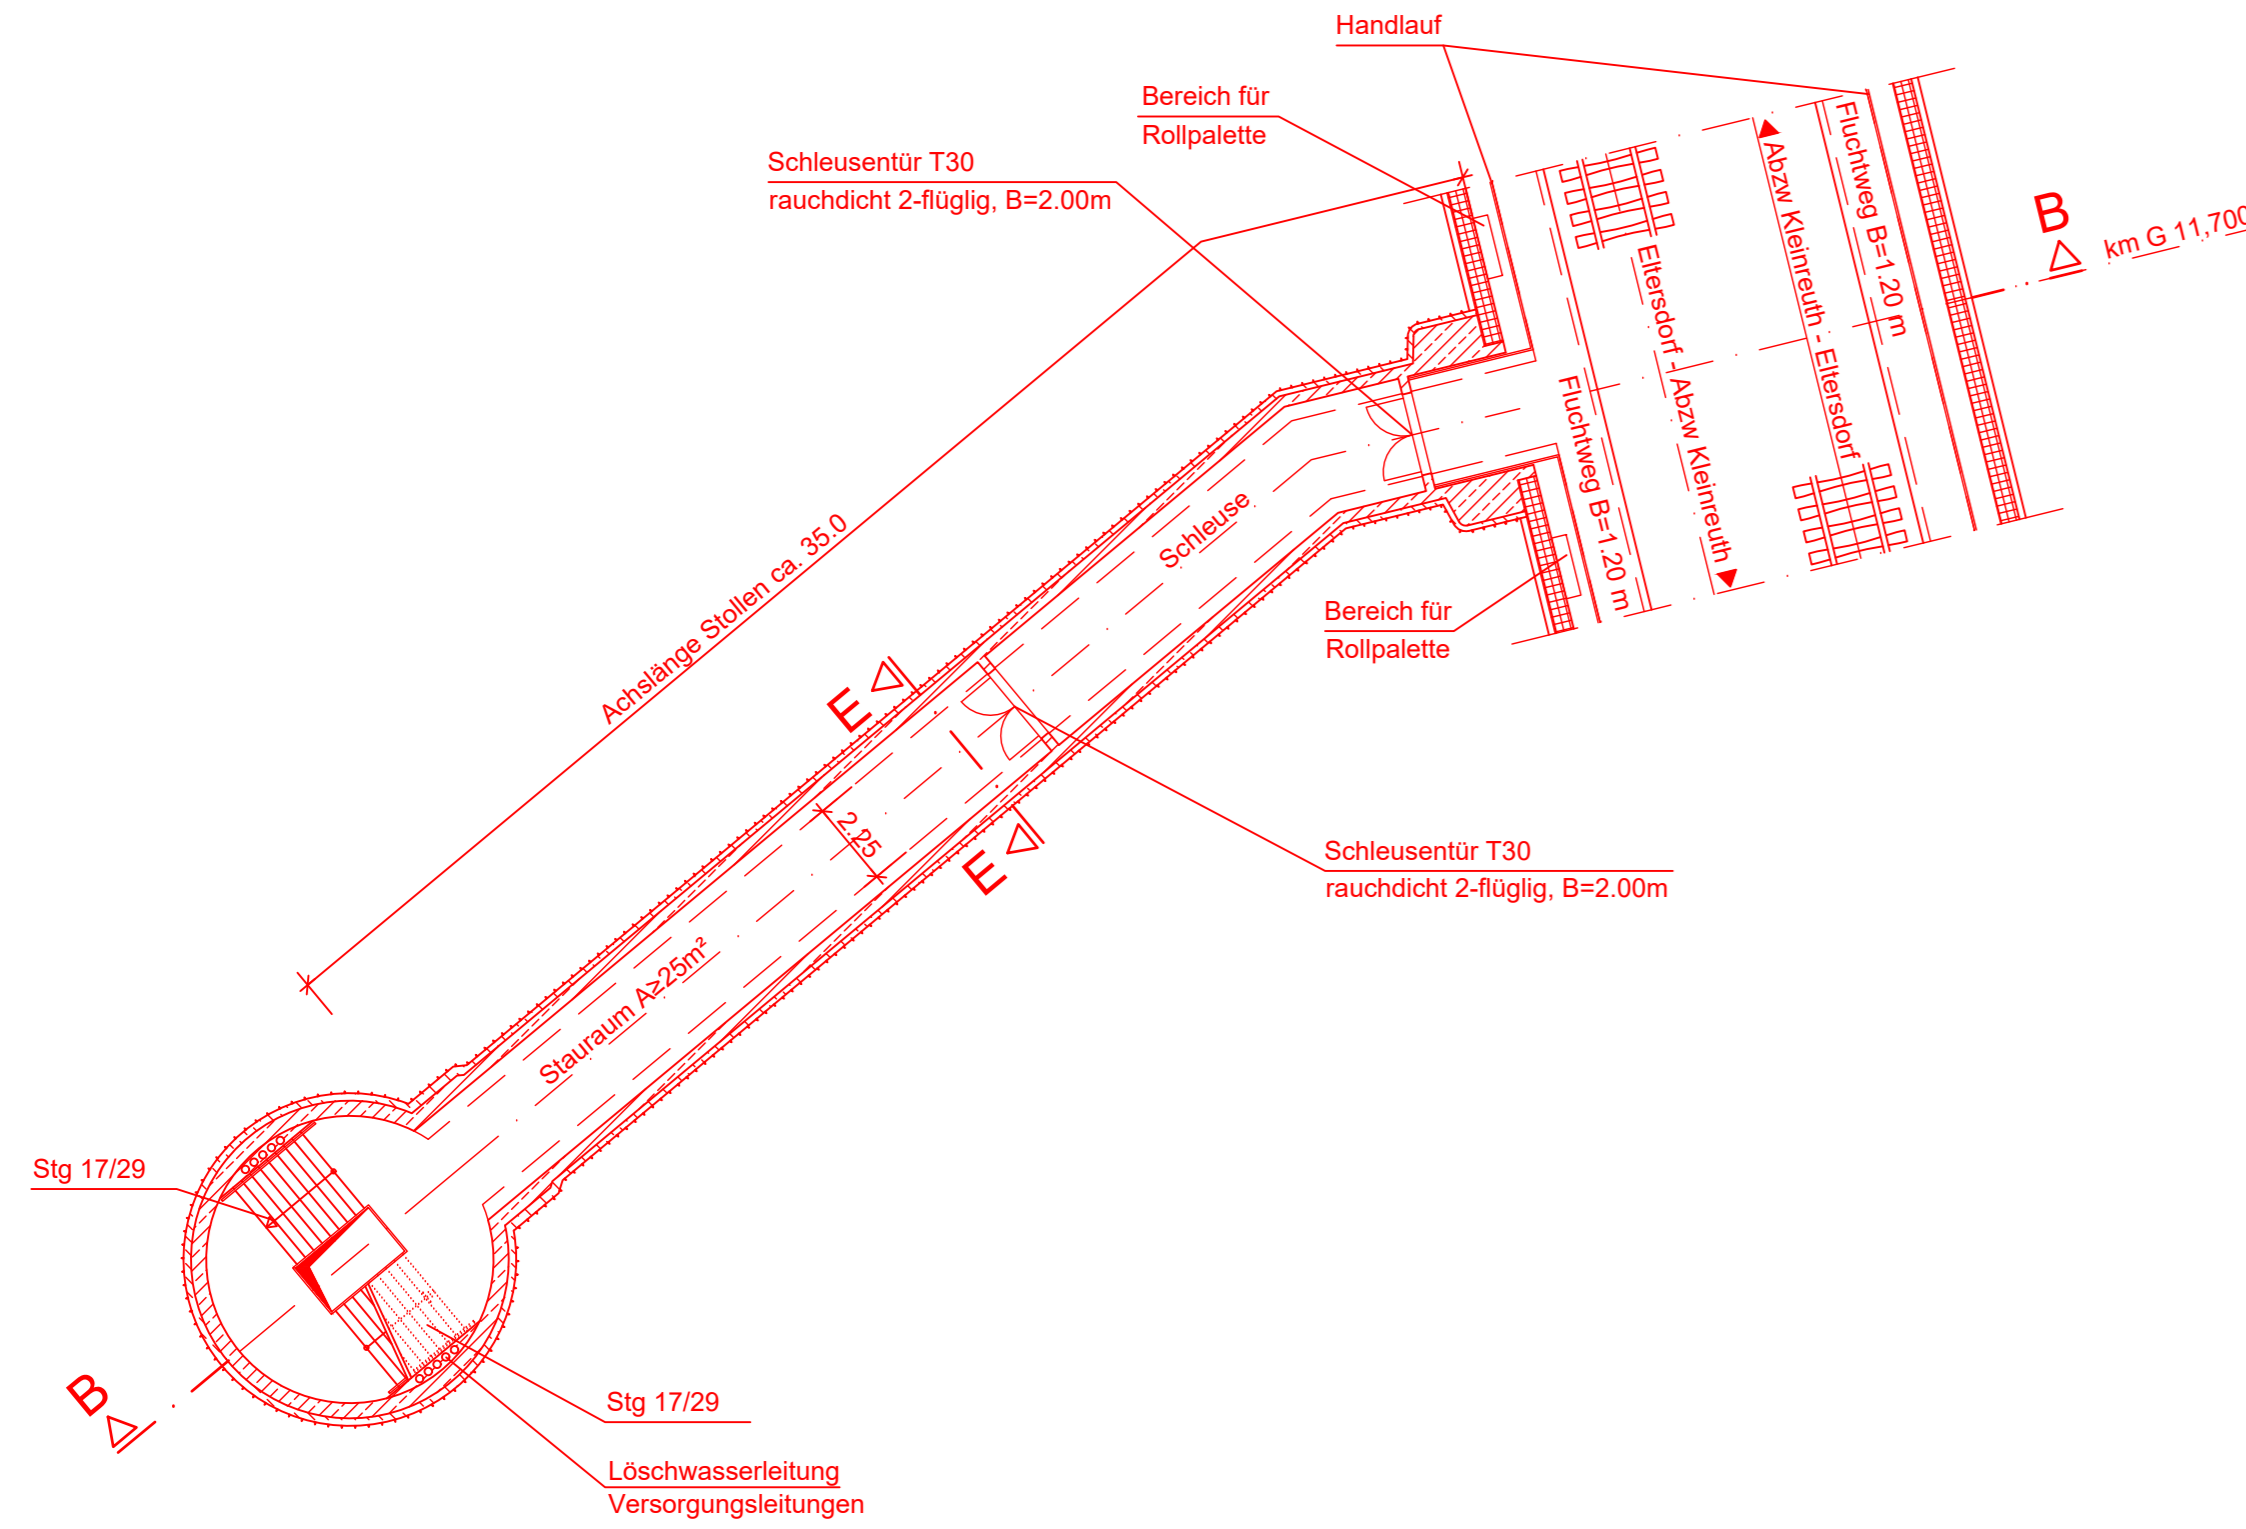 Handlauf
Bereich für
Rollpalette
Schleusentür T30
rauchdicht 2-flüglig, B=2.00m
Fluchtweg B=1.20 m
Abzw Kleinreuth - Eltersdorf
Eltersdorf - Abzw Kleinreuth
B
km G 11,700
Fluchtweg B=1.20 m
Schleuse
Achslänge Stollen ca. 35.0
Bereich für
Rollpalette
E
2.25
E
Schleusentür T30
rauchdicht 2-flüglig, B=2.00m
Stauraum A≥25m²
Stg 17/29
B
Stg 17/29
Löschwasserleitung
Versorgungsleitungen